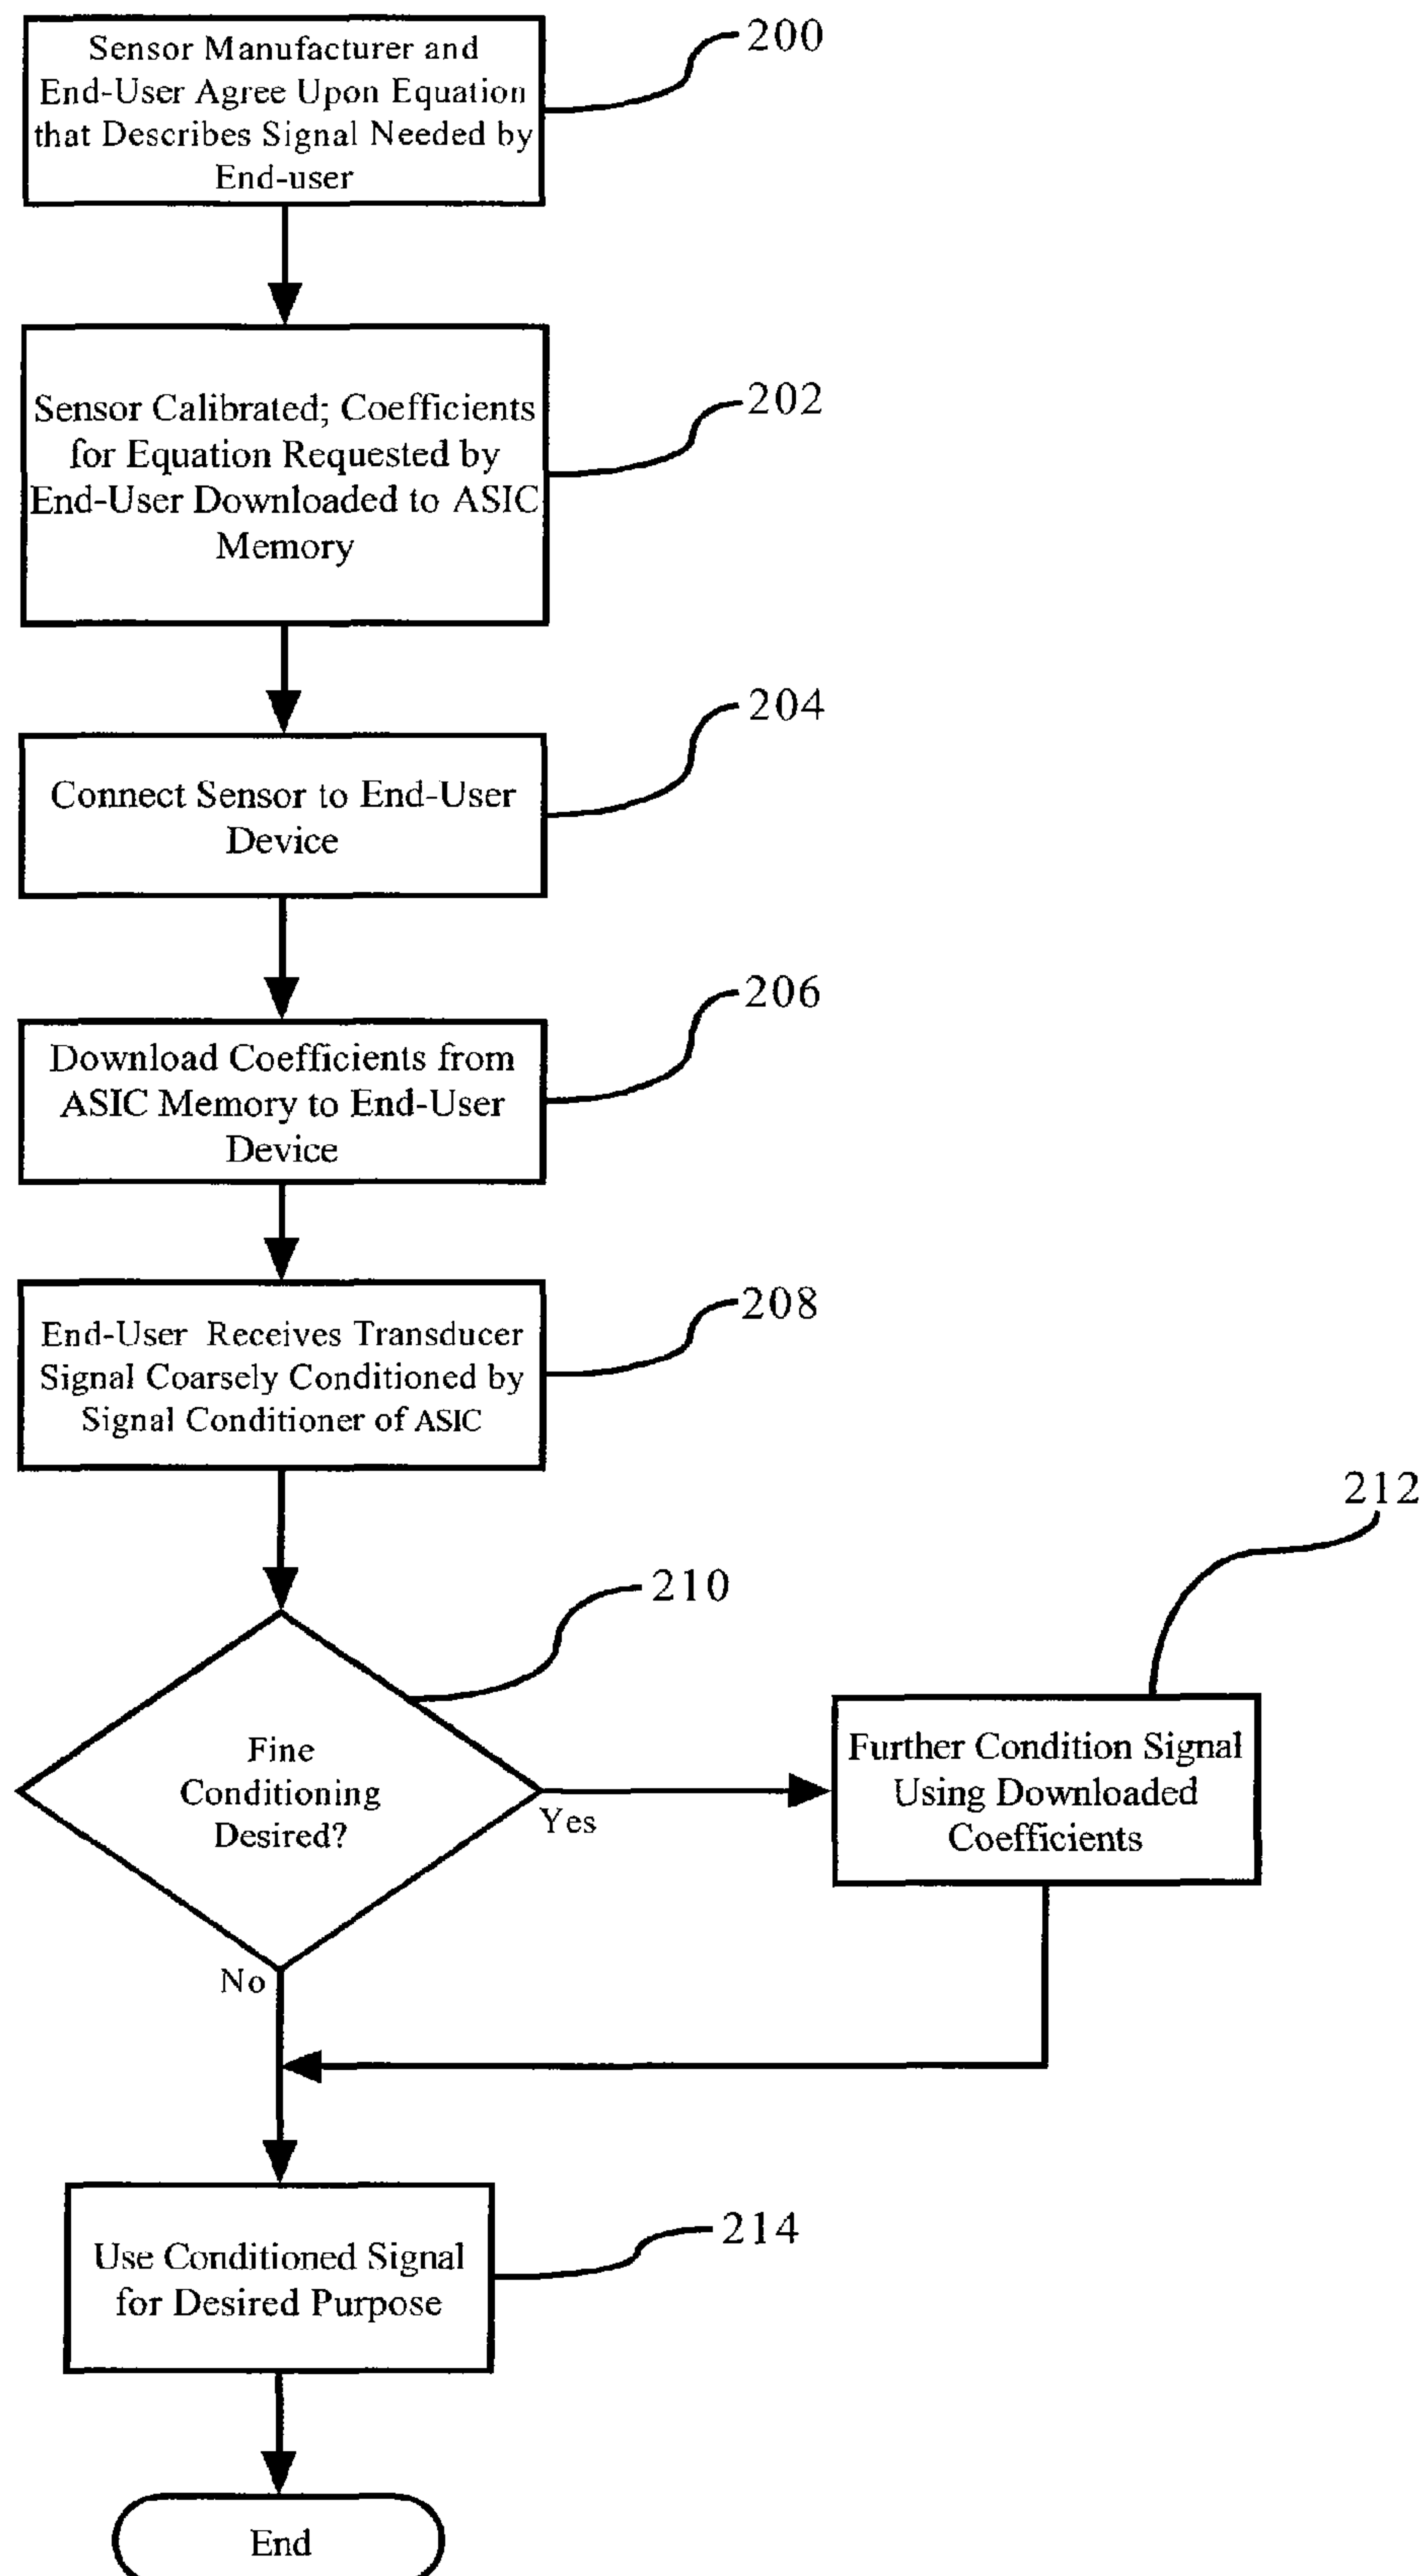 Sensor Manufacturer and
End-User Agree Upon Equation
that Describes Signal Needed by
End-user
200
Sensor Calibrated; Coefficients
for Equation Requested by
End-User Downloaded to ASIC
Memory
202
Connect Sensor to End-User
Device
204
Download Coefficients from
ASIC Memory to End-User
Device
206
End-User Receives Transducer
Signal Coarsely Conditioned by
Signal Conditioner of ASIC
208
Fine
Conditioning
Desired?
210
Yes
No
Further Condition Signal
Using Downloaded
Coefficients
212
Use Conditioned Signal
for Desired Purpose
214
End